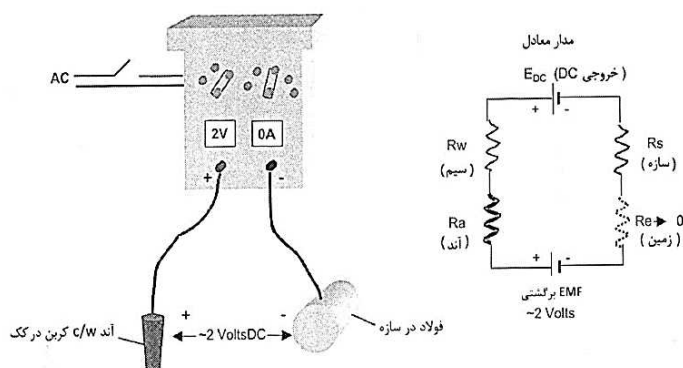 مدار معادل
E_DC (خروجی DC)
+ -
AC
2V 0A
+ -
Rw
(سیم)
Rs
(سازه)
Ra
(آند)
Re → 0
(زمین)
+ -
EMF برگشتی
~2 Volts
+ -
~2 VoltsDC
آند c/w کربن در کک
فولاد در سازه